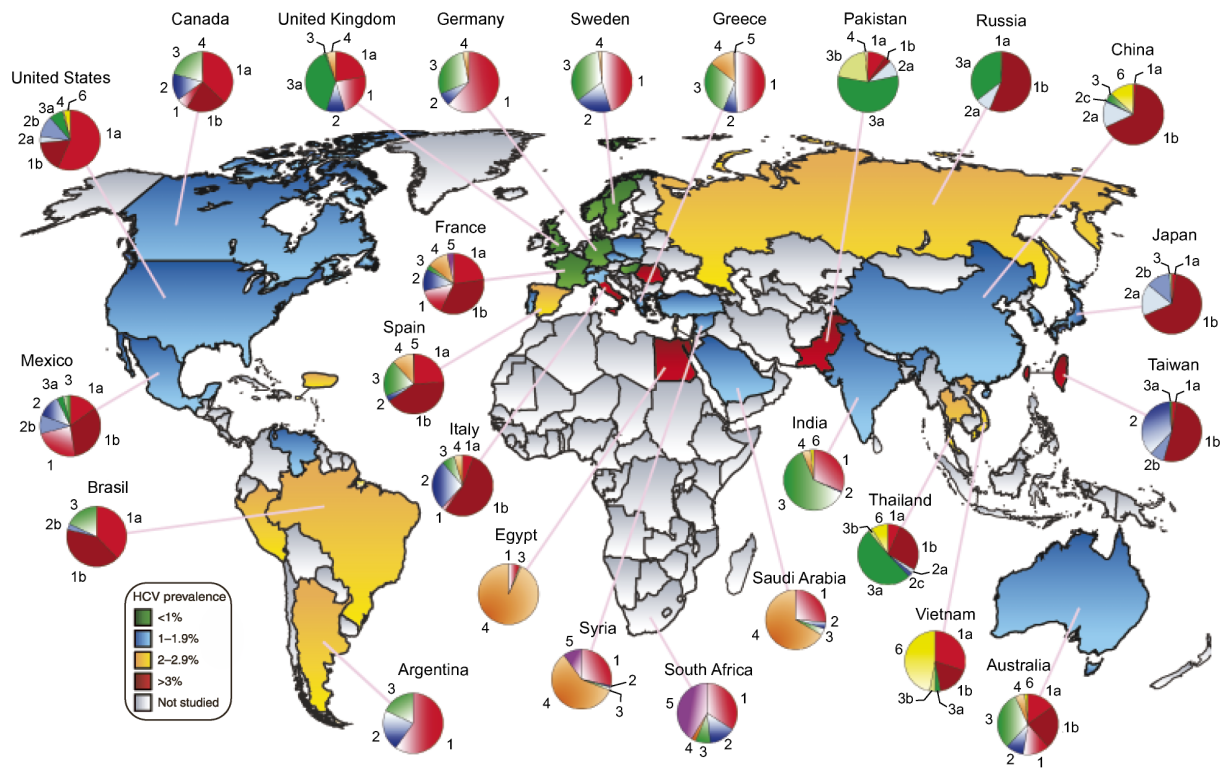 Canada
4
3
1a
2
1
1b
United Kingdom
3
4
1a
3a
2
Germany
4
3
2
1
Sweden
4
3
1
2
Greece
5
4
3
1
2
Pakistan
4
1a
1b
3b
2a
3a
Russia
1a
3a
1b
2a
China
1a
3
2c
2a
1b
United States
6
4
3a
2b
1a
2a
1b
France
5
4
1a
3
2
1
1b
Japan
3
1a
2b
2a
1b
Spain
5
4
1a
3
2
1b
Mexico
3
3a
1a
2
2b
1b
1
Taiwan
3a
1a
2
2b
1b
Italy
4
1a
3
2
1
1b
India
6
4
1
3
2
Brasil
3
1a
2b
1b
Thailand
1a
6
3b
1b
2a
2c
3a
Egypt
1
3
4
Saudi Arabia
1
2
3
4
HCV prevalence
<1%
1–1.9%
2–2.9%
>3%
Not studied
Syria
5
1
2
3
4
Vietnam
6
1a
1b
3a
3b
Argentina
3
2
1
South Africa
5
1
2
3
4
Australia
6
4
1a
3
1b
2
1